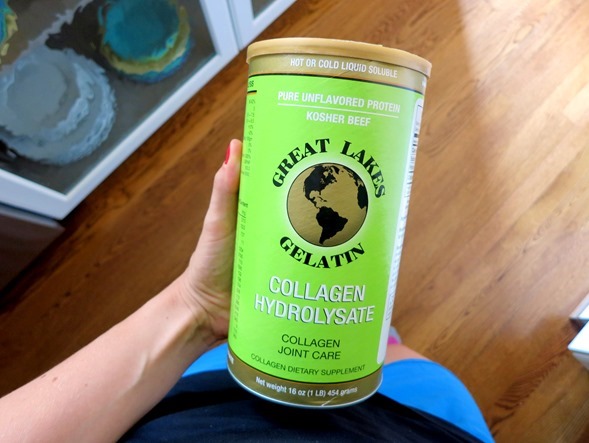 HOT OR COLD LIQUID SOLUBLE
PURE UNFLAVORED PROTEIN
KOSHER BEEF
GREAT LAKES
GELATIN
COLLAGEN
HYDROLYSATE
COLLAGEN
JOINT CARE
COLLAGEN DIETARY SUPPLEMENT
Net weight 16 oz (1 LB) 454 grams